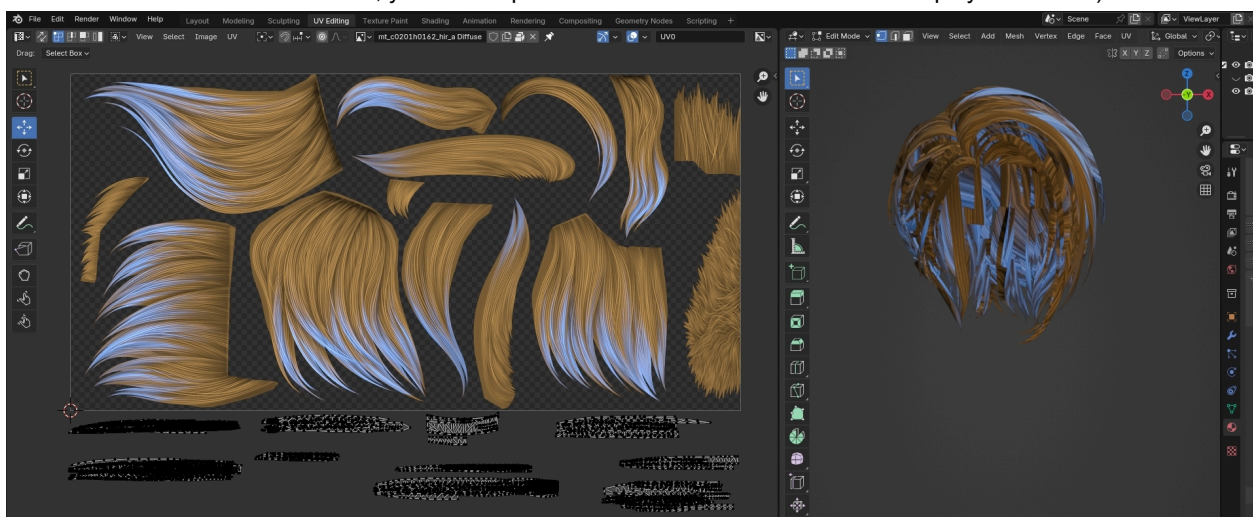 File Edit Render Window Help Layout Modeling Sculpting UV Editing Texture Paint Shading Animation Rendering Compositing Geometry Nodes Scripting + Scene ViewLayer
View Select Image UV mt_c0201h0162_hir_a Diffuse UV0 Edit Mode View Select Add Mesh Vertex Edge Face UV Global
Drag: Select Box X Y Z Options
Z
-Y X